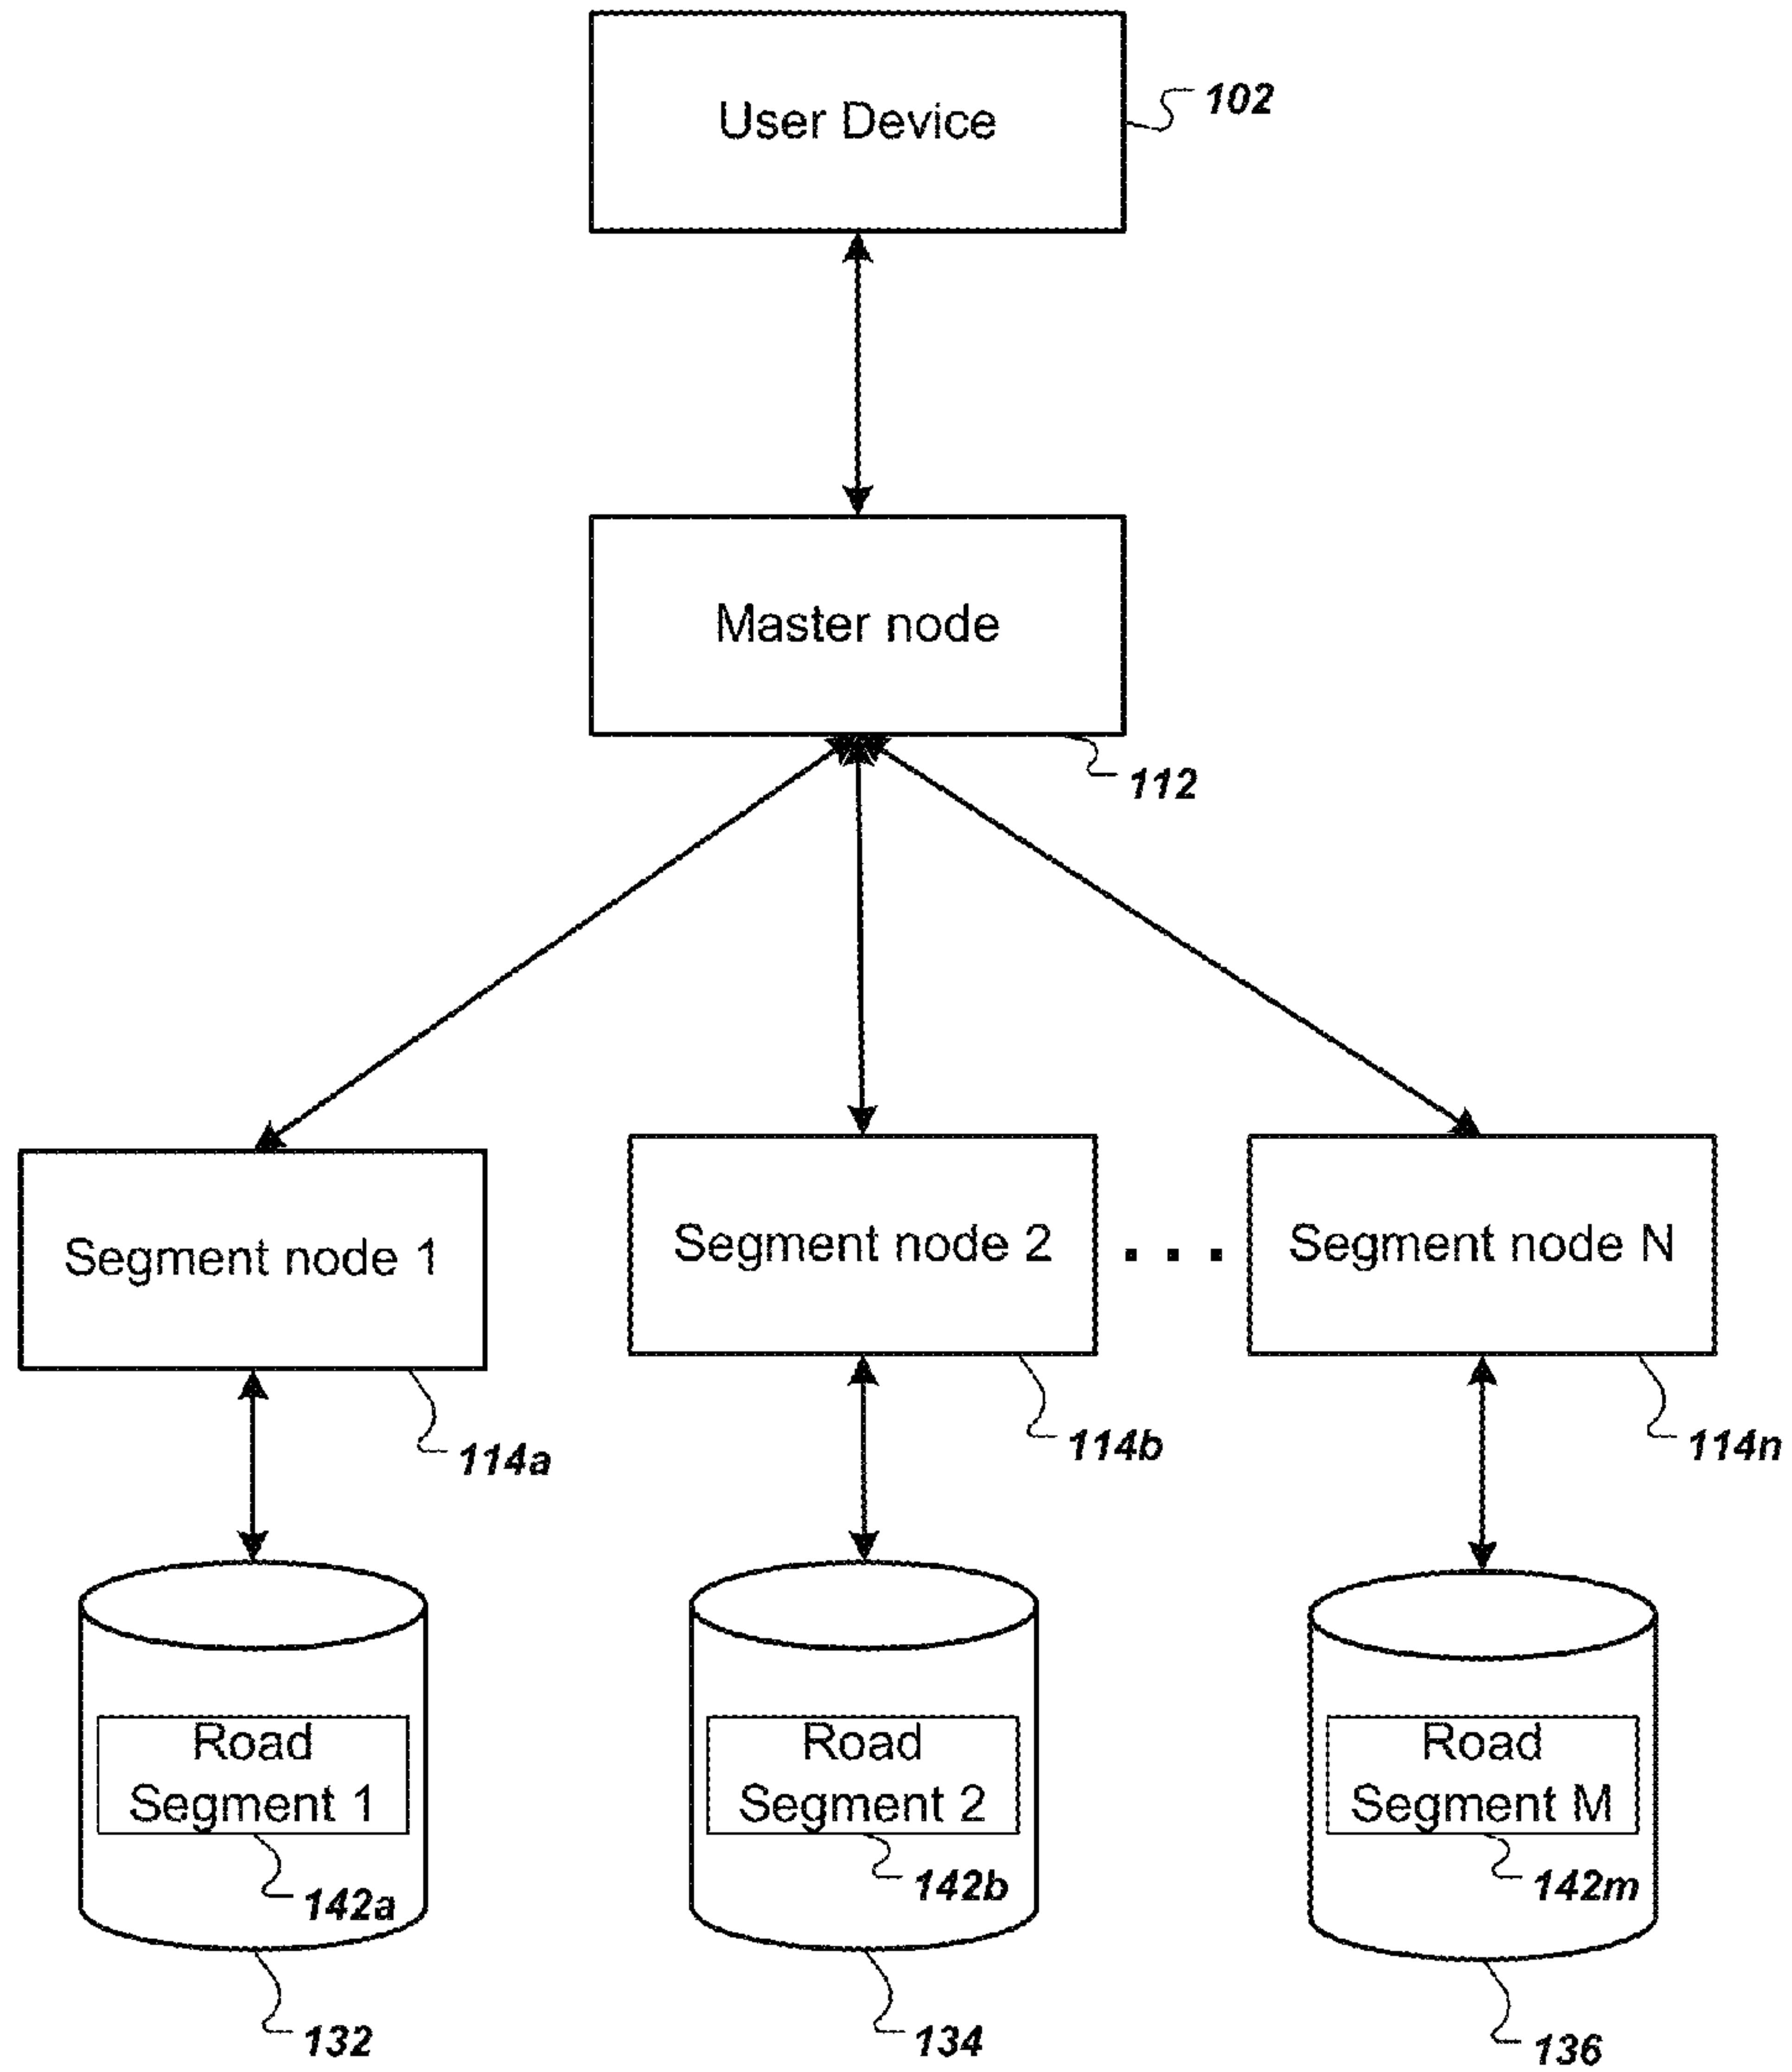 User Device
102
Master node
112
Segment node 1
Segment node 2
. . .
Segment node N
114a
114b
114n
Road
Segment 1
Road
Segment 2
Road
Segment M
142a
142b
142m
132
134
136